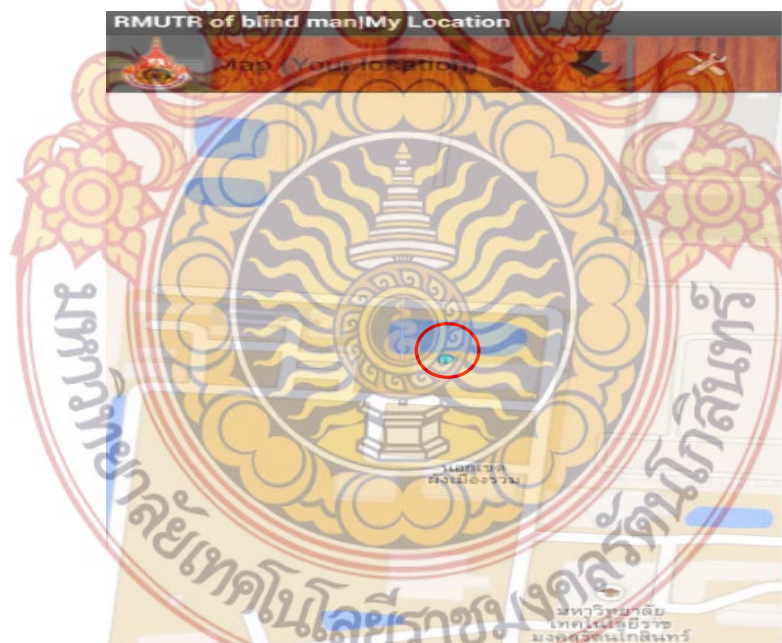 RMUTR of blind man|My Location
Map (Your location)
นอกเขต
ผังเมืองรวม
มหาวิทยาลัย
เทคโนโลยีราช
มงคลรัตนโกสินทร์
มหาวิทยาลัยเทคโนโลยีราชมงคลรัตนโกสินทร์